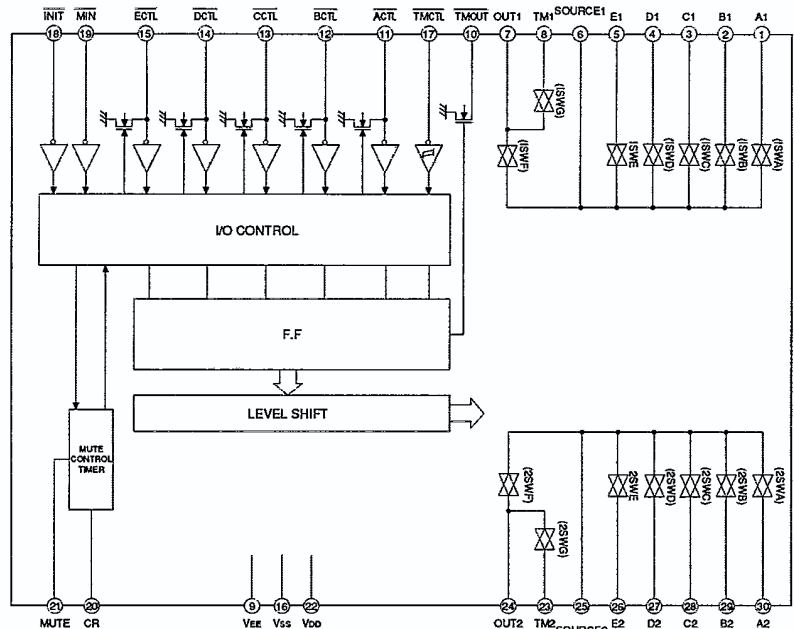 INIT MIN ECTL DCTL CCTL BCTL ACTL TMCTL TMOUT OUT1 TM1 SOURCE1 E1 D1 C1 B1 A1
18 19 15 14 13 12 11 17 10 7 8 6 5 4 3 2 1
(1SWG)
(1SWF) 1SWE (1SWD) (1SWC) (1SWB) (1SWA)
I/O CONTROL
F.F
LEVEL SHIFT
MUTE
CONTROL
TIMER
(2SWF) 2SWE (2SWD) (2SWC) (2SWB) (2SWA)
(2SWG)
21 20 9 16 22 24 23 25 26 27 28 29 30
MUTE CR VEE VSS VDD OUT2 TM2 E2 D2 C2 B2 A2